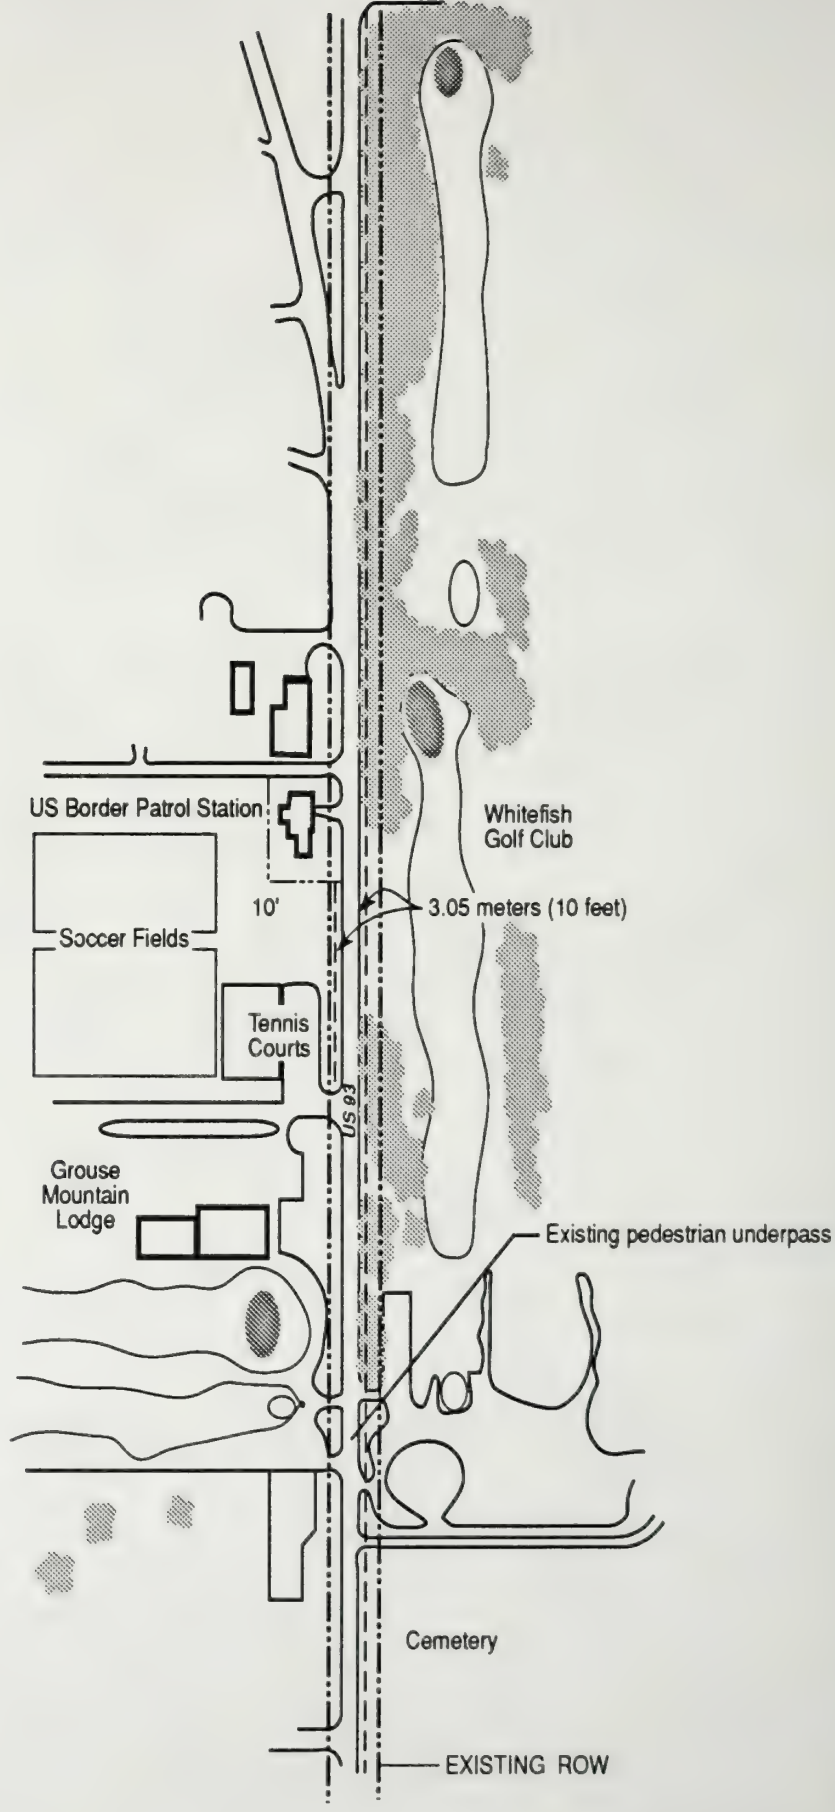 US Border Patrol Station
Whitefish
Golf Club
10'
3.05 meters (10 feet)
Soccer Fields
Tennis
Courts
US 93
Grouse
Mountain
Lodge
Existing pedestrian underpass
Cemetery
EXISTING ROW